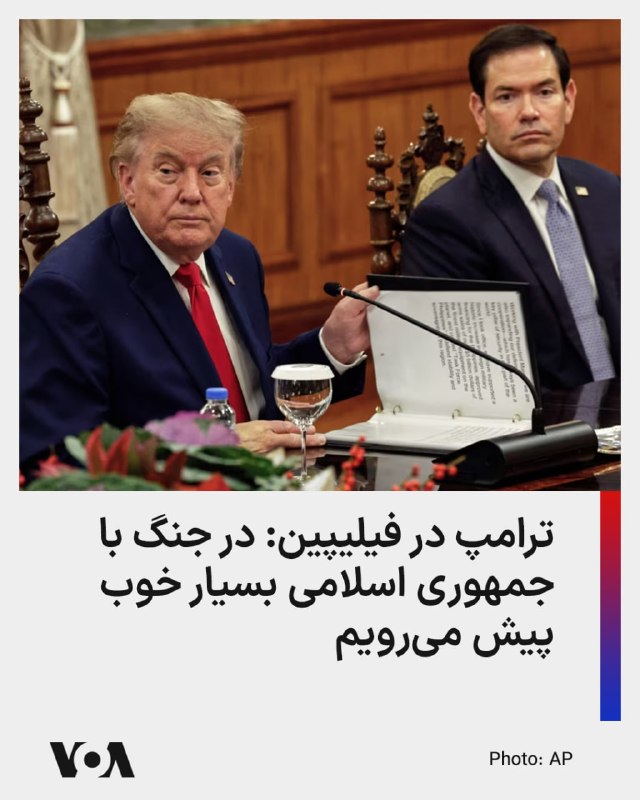 ترامپ در فیلیپین: در جنگ با
جمهوری اسلامی بسیار خوب
پیش می‌رویم
VOA
Photo: AP